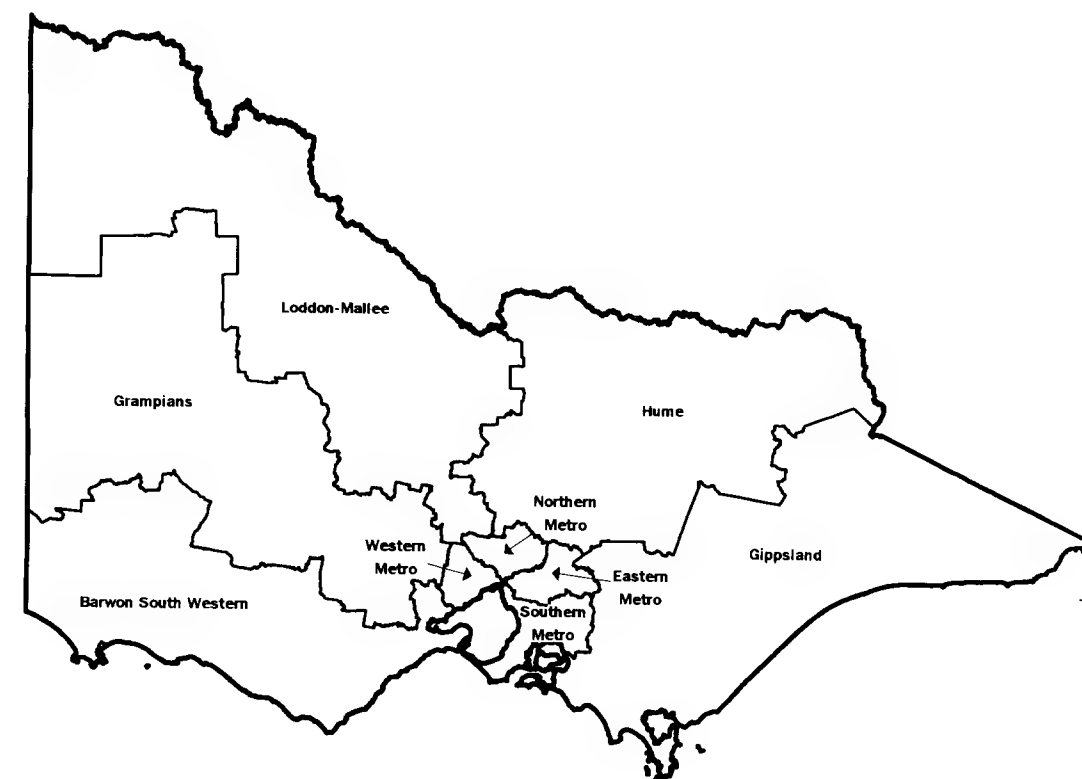 Loddon-Mallee
Grampians
Hume
Northern
Metro
Western
Metro
Gippsland
Eastern
Metro
Barwon South Western
Southern
Metro